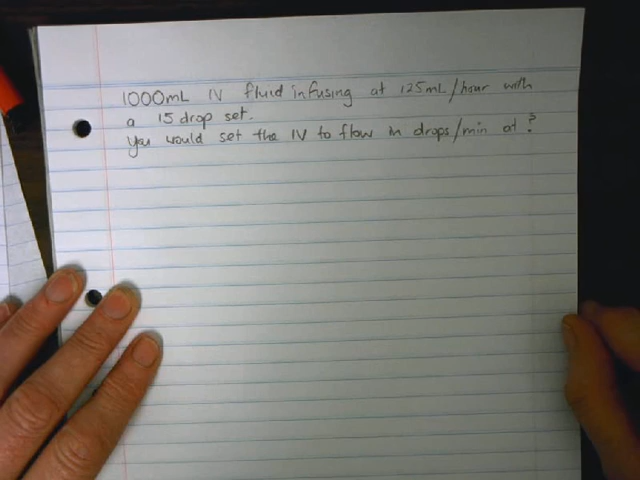 1000mL IV fluid infusing at 125mL/hour with
a 15 drop set.
You would set the IV to flow in drops/min at ?